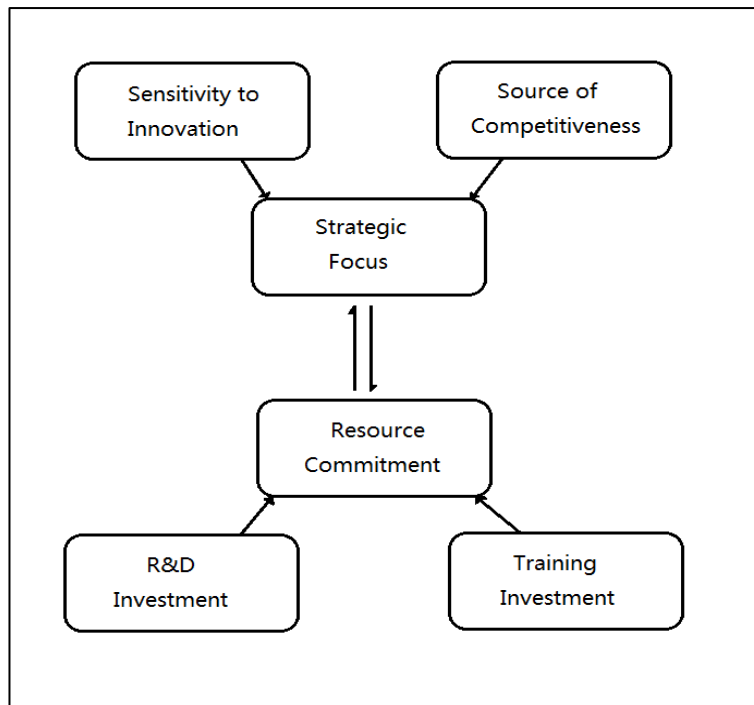 Sensitivity to
Innovation
Source of
Competitiveness
Strategic
Focus
Resource
Commitment
R&D
Investment
Training
Investment